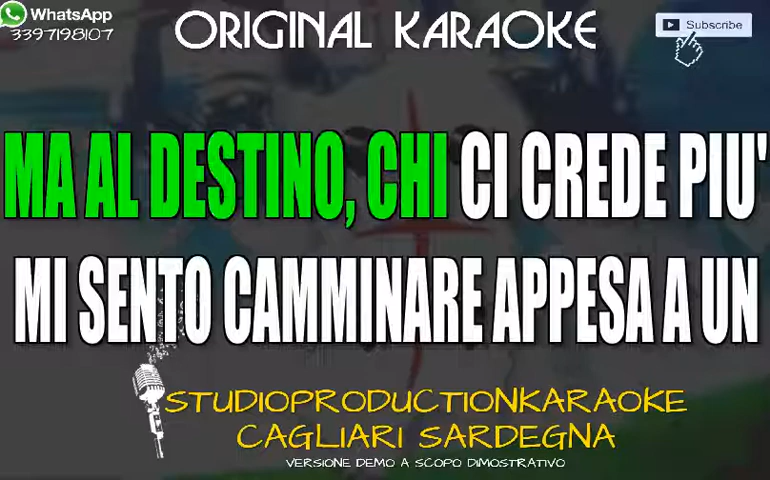 WhatsApp
3397198107
ORIGINAL KARAOKE
Subscribe
MA AL DESTINO, CHI CI CREDE PIU'
MI SENTO CAMMINARE APPESA A UN
STUDIOPRODUCTIONKARAOKE
CAGLIARI SARDEGNA
VERSIONE DEMO A SCOPO DIMOSTRATIVO